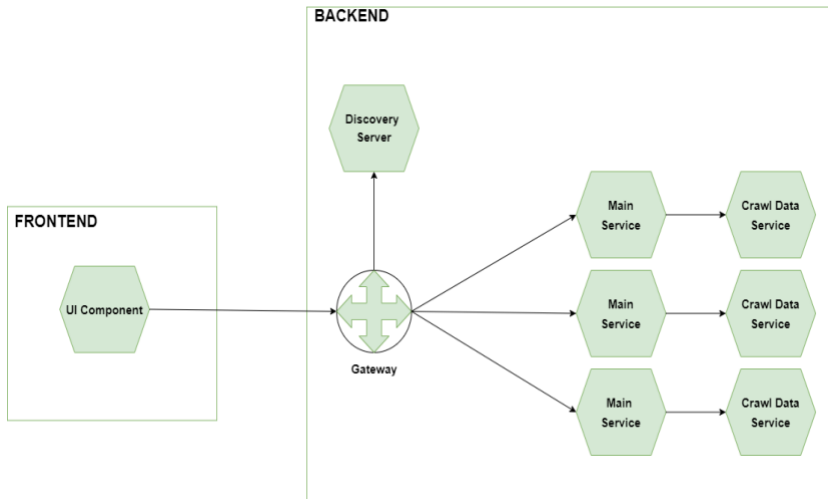 BACKEND
Discovery
Server
FRONTEND
UI Component
Gateway
Main
Service
Crawl Data
Service
Main
Service
Crawl Data
Service
Main
Service
Crawl Data
Service